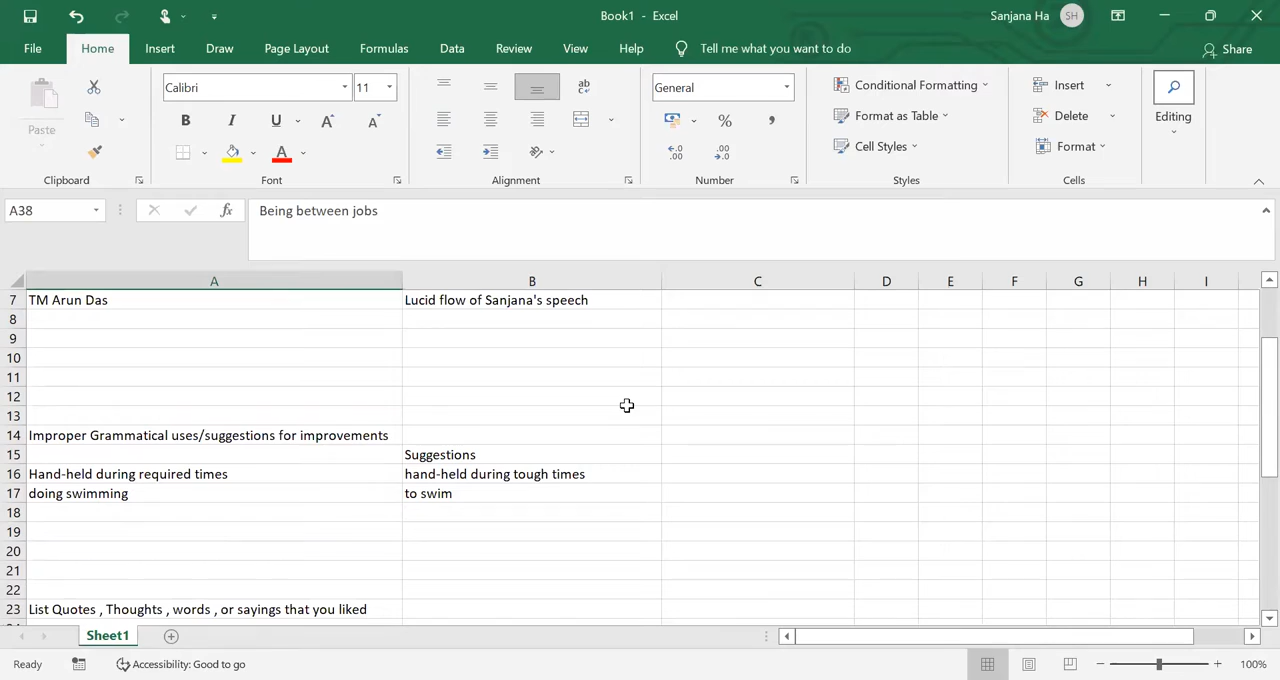 Book1 - Excel
Sanjana Ha
SH
File Home Insert Draw Page Layout Formulas Data Review View Help Tell me what you want to do Share
Paste
Calibri 11
B I U A A
A
ab
General
% ,
Conditional Formatting
Format as Table
Cell Styles
Insert
Delete
Format
Editing
Clipboard Font Alignment Number Styles Cells
A38 fx Being between jobs
A B C D E F G H I
7 TM Arun Das Lucid flow of Sanjana's speech
8
9
10
11
12
13
14 Improper Grammatical uses/suggestions for improvements
15 Suggestions
16 Hand-held during required times hand-held during tough times
17 doing swimming to swim
18
19
20
21
22
23 List Quotes , Thoughts , words , or sayings that you liked
Sheet1
Ready Accessibility: Good to go 100%